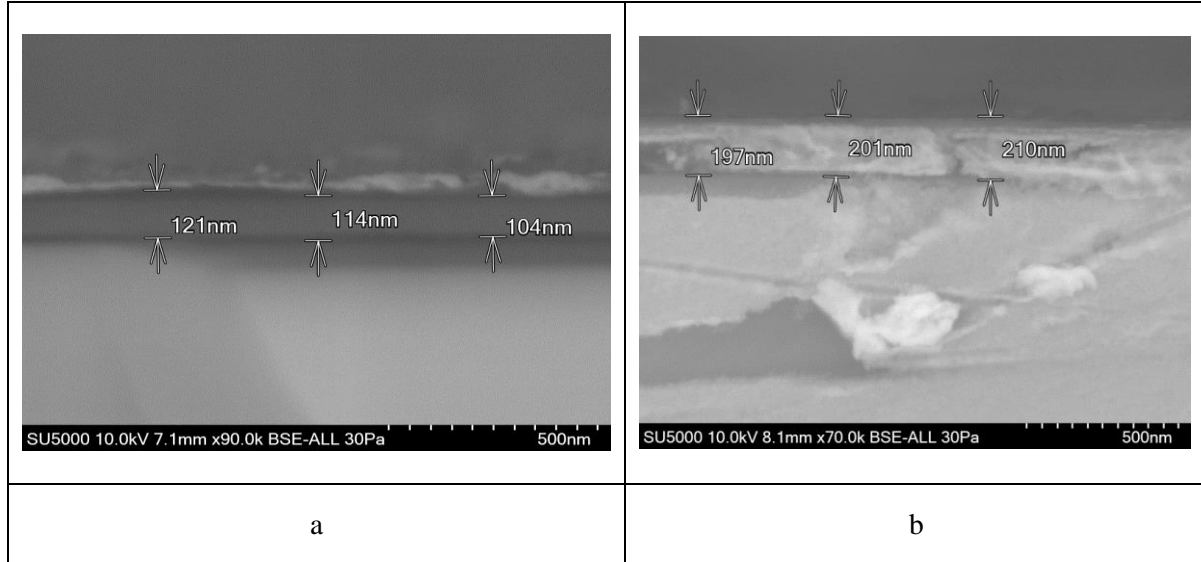 121nm
114nm
104nm
SU5000 10.0kV 7.1mm x90.0k BSE-ALL 30Pa
500nm
197nm
201nm
210nm
SU5000 10.0kV 8.1mm x70.0k BSE-ALL 30Pa
500nm
a
b